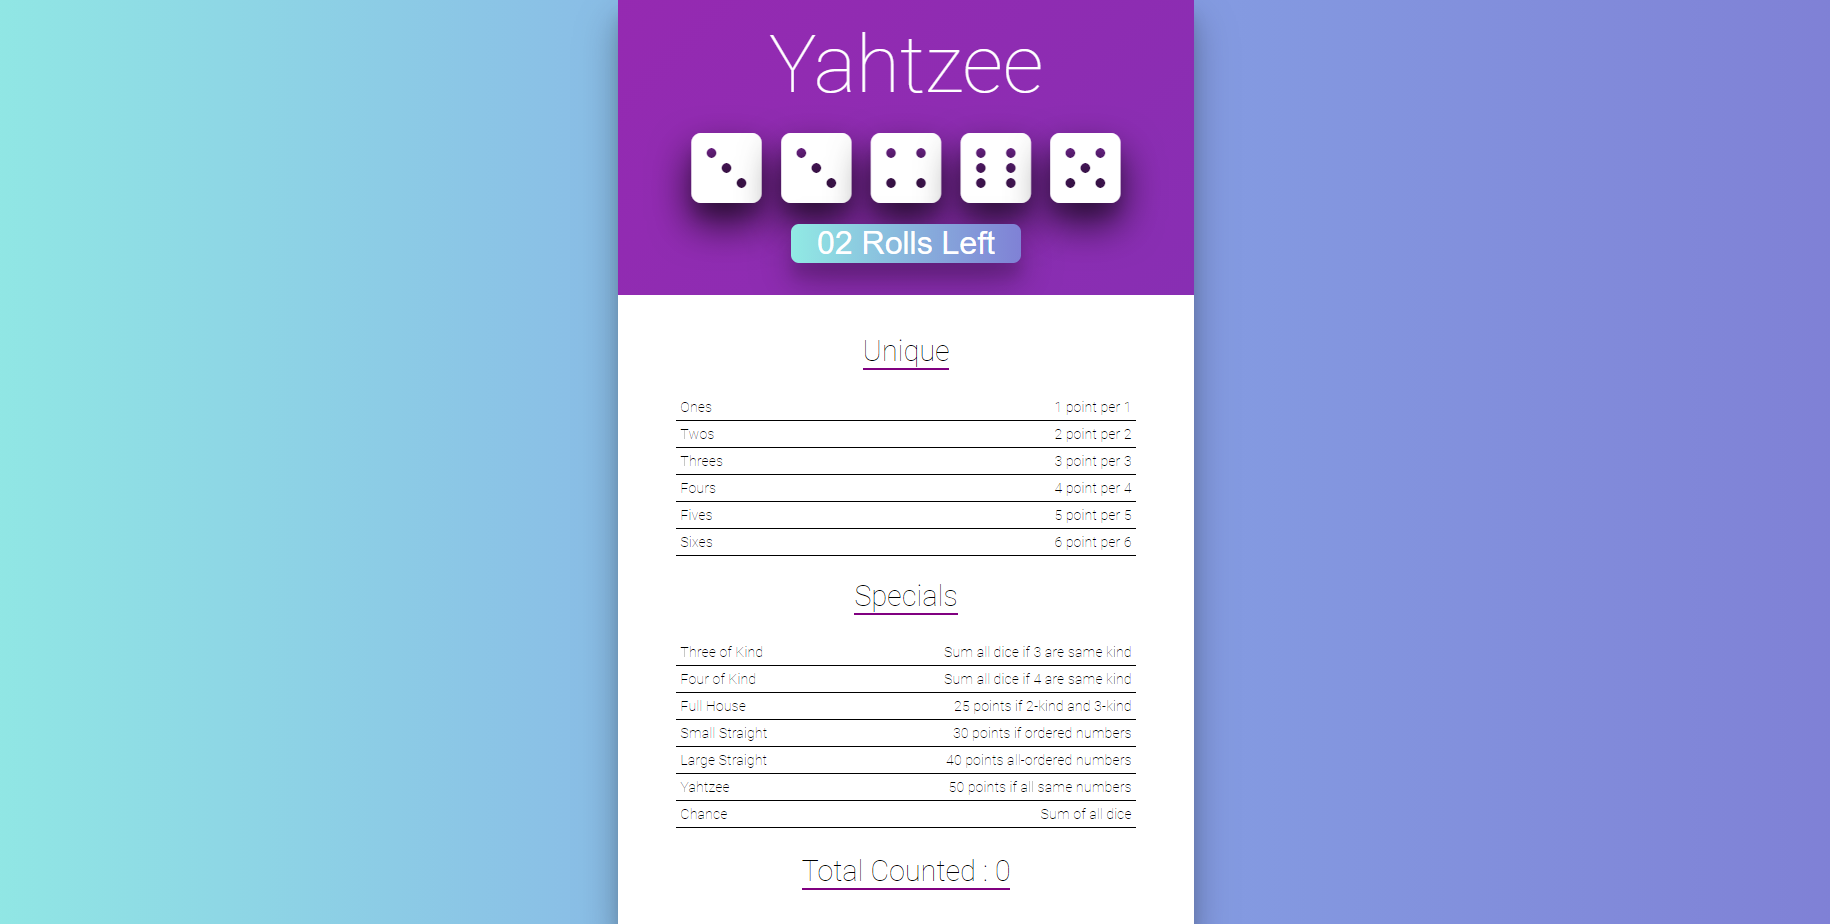 Yahtzee
02 Rolls Left
Unique
Ones 1 point per 1
Twos 2 point per 2
Threes 3 point per 3
Fours 4 point per 4
Fives 5 point per 5
Sixes 6 point per 6
Specials
Three of Kind Sum all dice if 3 are same kind
Four of Kind Sum all dice if 4 are same kind
Full House 25 points if 2-kind and 3-kind
Small Straight 30 points if ordered numbers
Large Straight 40 points all-ordered numbers
Yahtzee 50 points if all same numbers
Chance Sum of all dice
Total Counted : 0